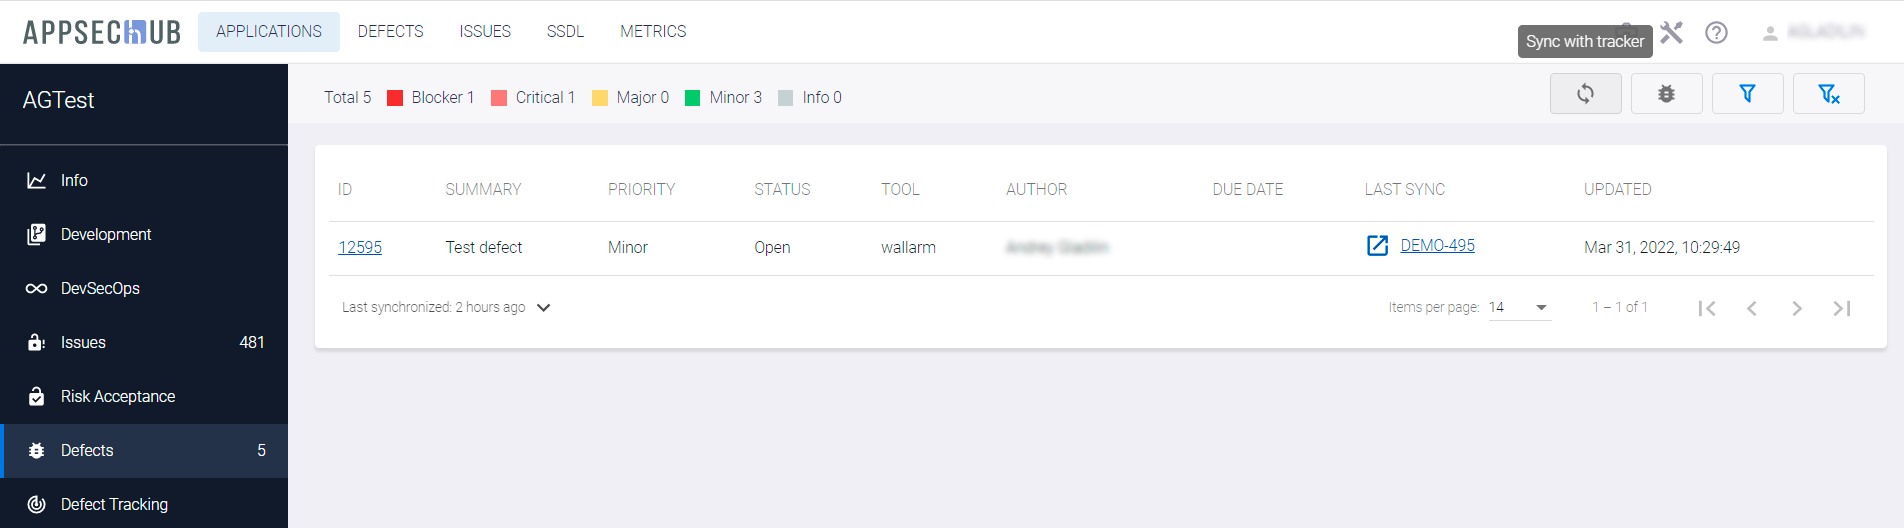 APPSECHUB APPLICATIONS DEFECTS ISSUES SSDL METRICS Sync with tracker
AGTest
Total 5 Blocker 1 Critical 1 Major 0 Minor 3 Info 0
Info
Development
DevSecOps
Issues 481
Risk Acceptance
Defects 5
Defect Tracking
ID SUMMARY PRIORITY STATUS TOOL AUTHOR DUE DATE LAST SYNC UPDATED
12595 Test defect Minor Open wallarm DEMO-495 Mar 31, 2022, 10:29:49
Last synchronized: 2 hours ago Items per page: 14 1 – 1 of 1